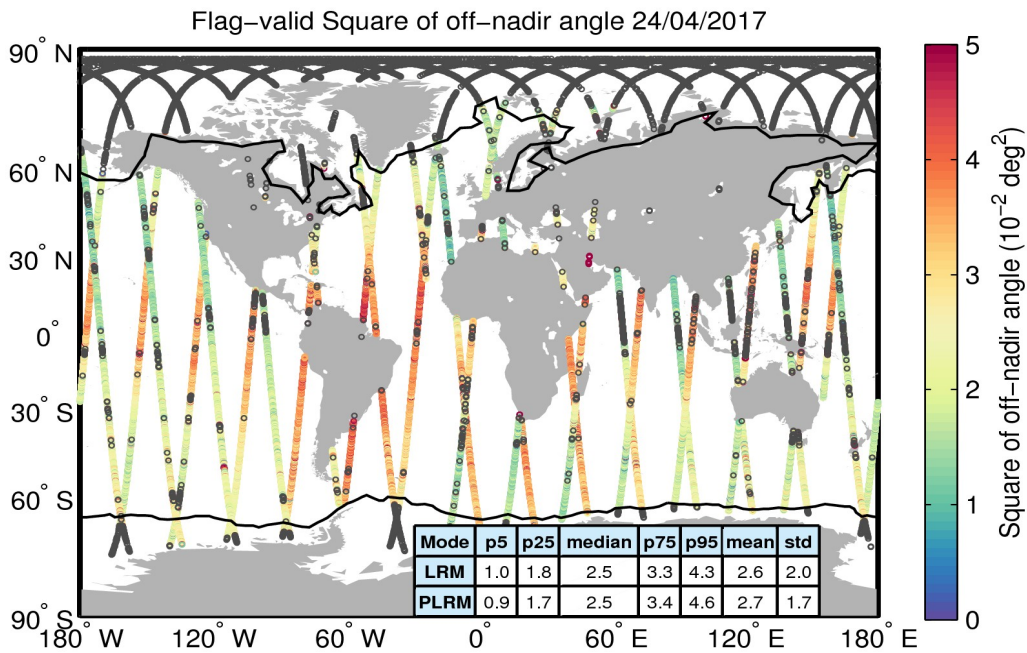 Flag−valid Square of off−nadir angle 24/04/2017
90° N
60° N
30° N
0°
30° S
60° S
90° S
180° W
120° W
60° W
0°
60° E
120° E
180° E
Mode p5 p25 median p75 p95 mean std
LRM 1.0 1.8 2.5 3.3 4.3 2.6 2.0
PLRM 0.9 1.7 2.5 3.4 4.6 2.7 1.7
5
4
3
2
1
0
Square of off−nadir angle (10⁻² deg²)